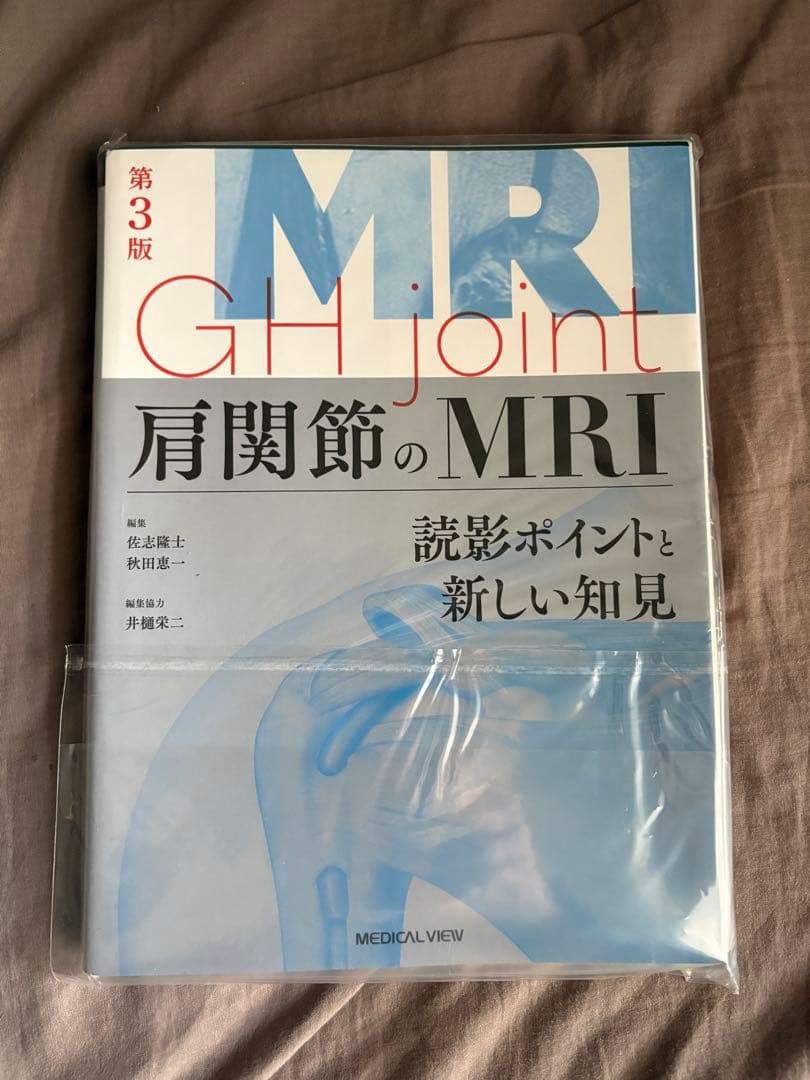 第3版
MRI
GH joint
肩関節のMRI
編集
佐志隆士
秋田恵一
編集協力
井樋栄二
読影ポイントと
新しい知見
MEDICAL VIEW